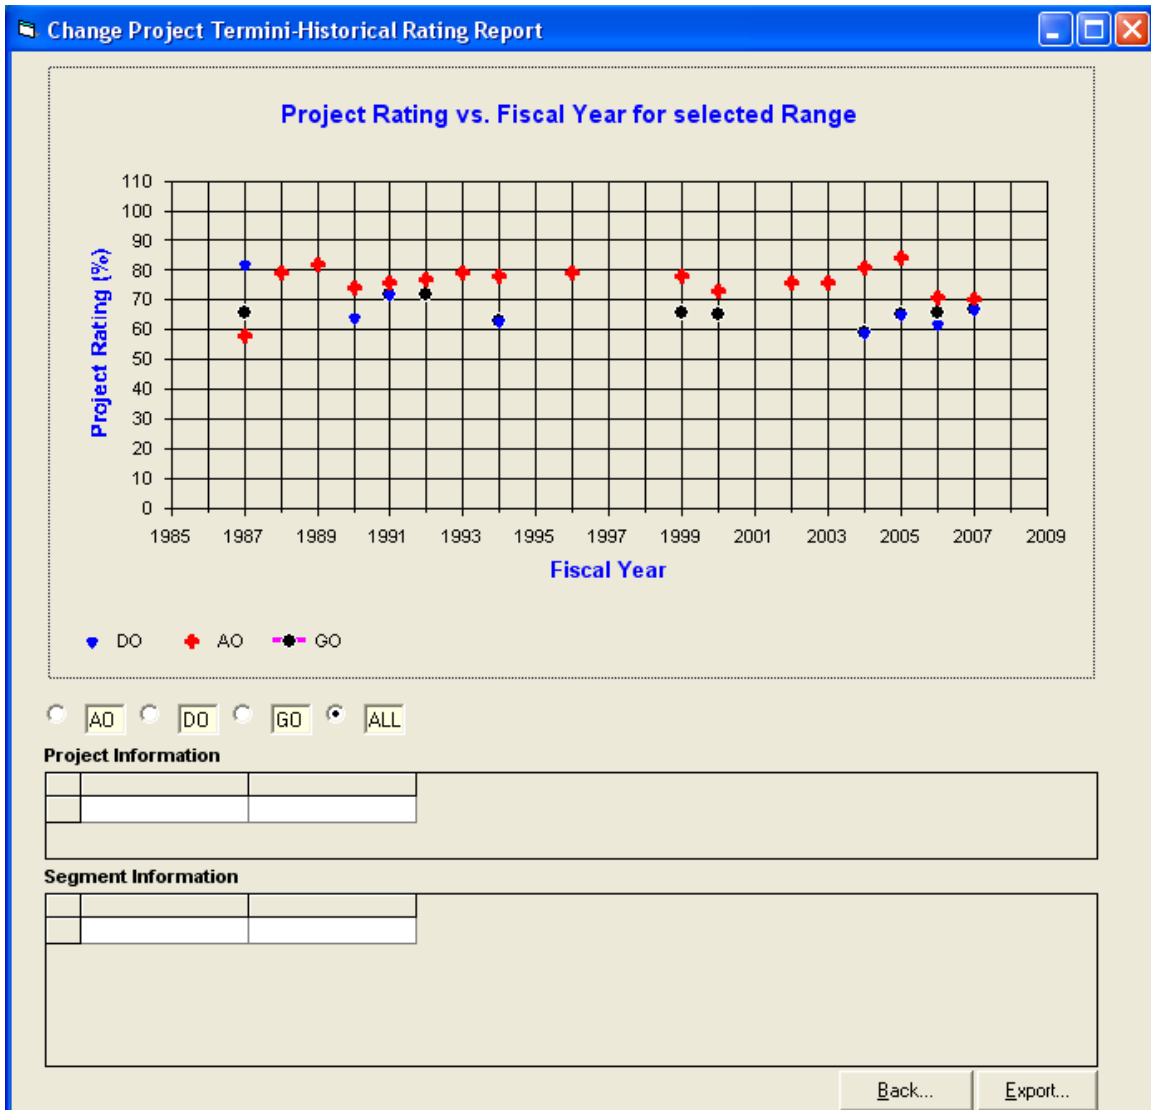 Change Project Termini-Historical Rating Report
Project Rating vs. Fiscal Year for selected Range
110
100
90
80
70
60
50
40
30
20
10
0
Project Rating (%)
1985 1987 1989 1991 1993 1995 1997 1999 2001 2003 2005 2007 2009
Fiscal Year
DO AO GO
AO DO GO ALL
Project Information
Segment Information
Back... Export...